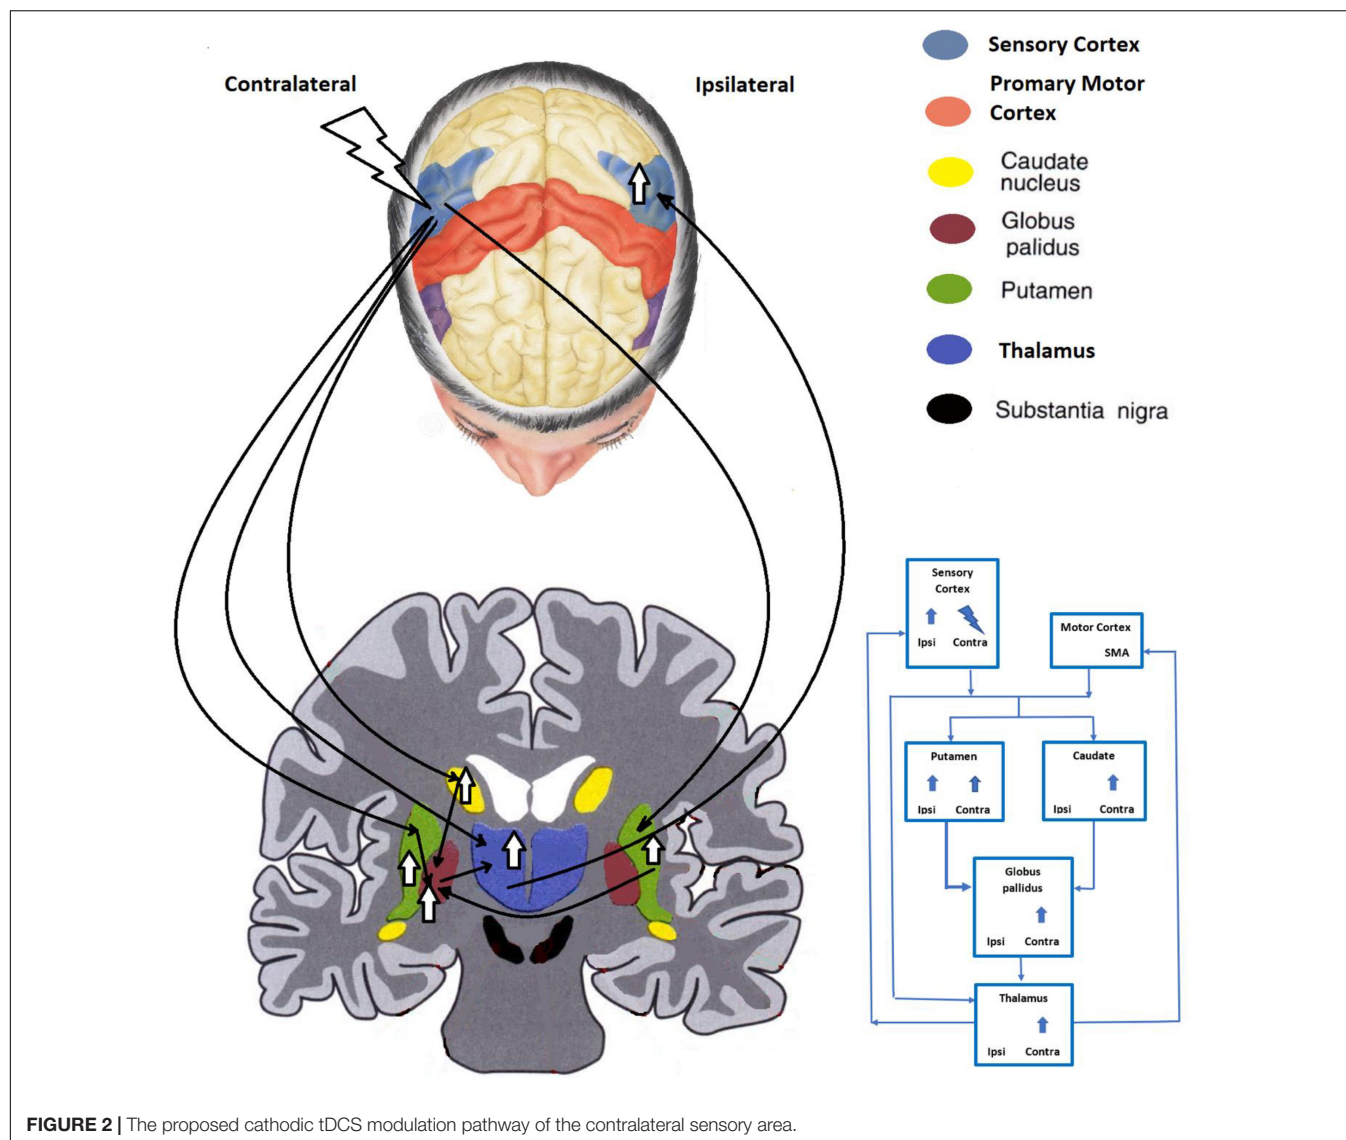 Contralateral
Ipsilateral
Sensory Cortex
Promary Motor
Cortex
Caudate
nucleus
Globus
palidus
Putamen
Thalamus
Substantia nigra
Sensory
Cortex
Ipsi Contra
Motor Cortex
SMA
Putamen
Ipsi Contra
Caudate
Ipsi Contra
Globus
pallidus
Ipsi Contra
Thalamus
Ipsi Contra
FIGURE 2 | The proposed cathodic tDCS modulation pathway of the contralateral sensory area.